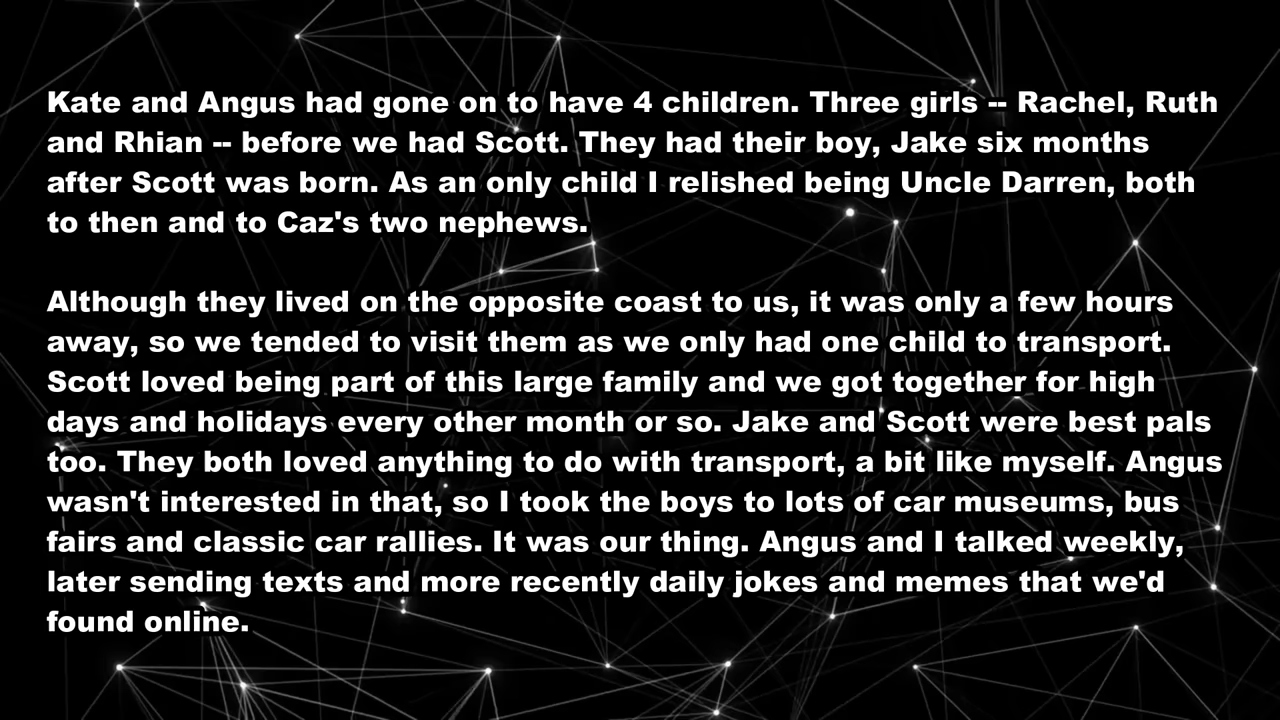 Kate and Angus had gone on to have 4 children. Three girls -- Rachel, Ruth
and Rhian -- before we had Scott. They had their boy, Jake six months
after Scott was born. As an only child I relished being Uncle Darren, both
to then and to Caz's two nephews.
Although they lived on the opposite coast to us, it was only a few hours
away, so we tended to visit them as we only had one child to transport.
Scott loved being part of this large family and we got together for high
days and holidays every other month or so. Jake and Scott were best pals
too. They both loved anything to do with transport, a bit like myself. Angus
wasn't interested in that, so I took the boys to lots of car museums, bus
fairs and classic car rallies. It was our thing. Angus and I talked weekly,
later sending texts and more recently daily jokes and memes that we'd
found online.